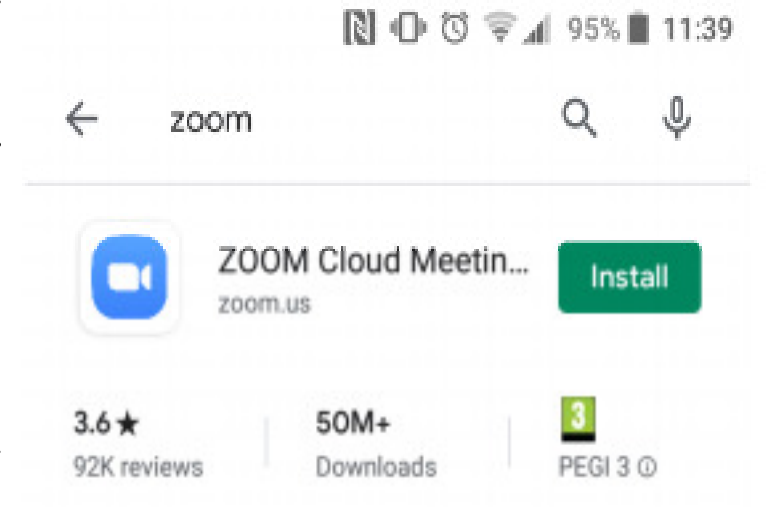 95% 11:39
zoom
ZOOM Cloud Meetin...
zoom.us
Install
3.6★ 50M+ 3
92K reviews Downloads PEGI 3